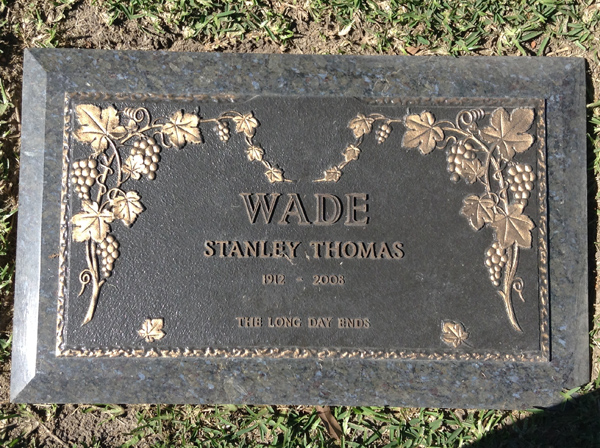 WADE
STANLEY THOMAS
1912 - 2008
THE LONG DAY ENDS